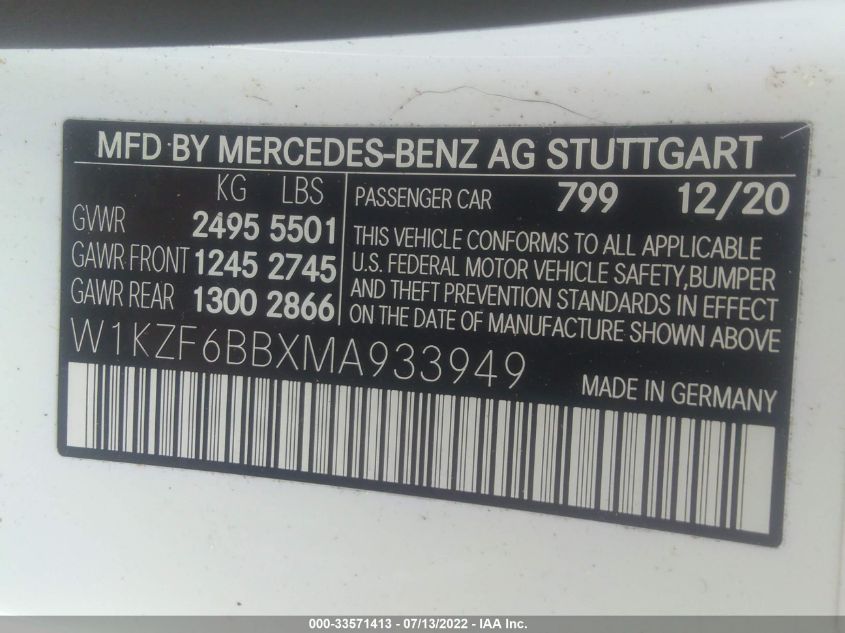 MFD BY MERCEDES-BENZ AG STUTTGART
KG LBS
GVWR 2495 5501
GAWR FRONT 1245 2745
GAWR REAR 1300 2866
PASSENGER CAR 799 12/20
THIS VEHICLE CONFORMS TO ALL APPLICABLE
U.S. FEDERAL MOTOR VEHICLE SAFETY,BUMPER
AND THEFT PREVENTION STANDARDS IN EFFECT
ON THE DATE OF MANUFACTURE SHOWN ABOVE
W1KZF6BBXMA933949
MADE IN GERMANY
000-33571413 - 07/13/2022 - IAA Inc.